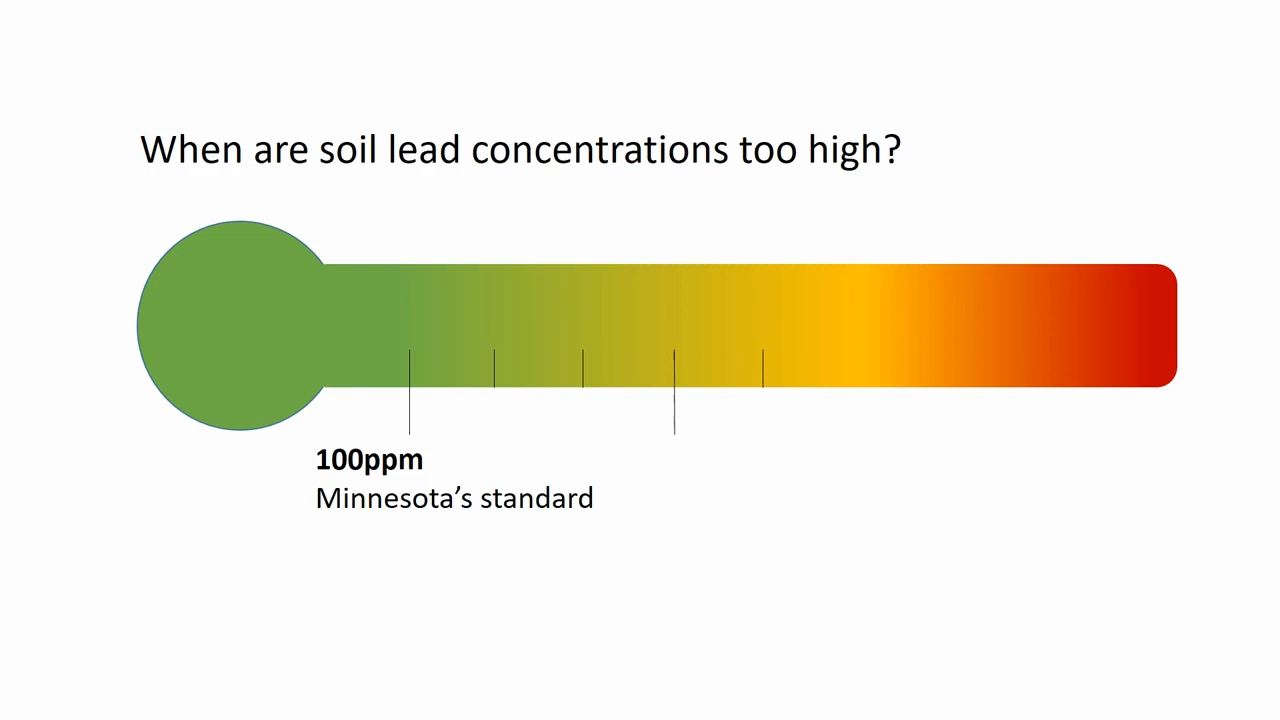 When are soil lead concentrations too high?
100ppm
Minnesota’s standard